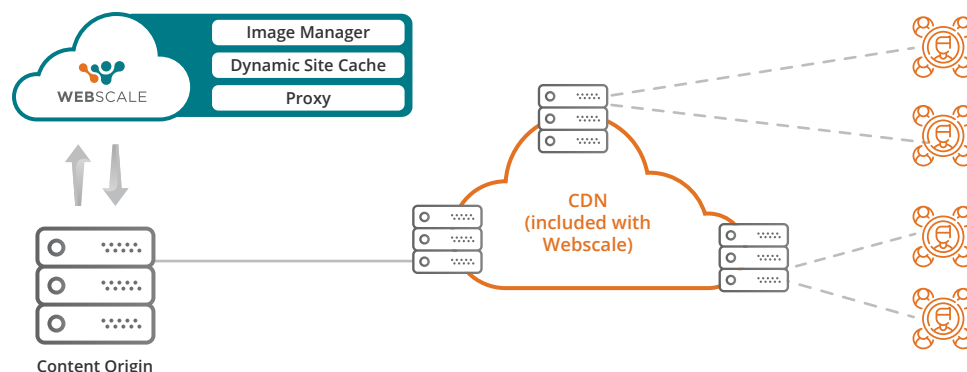 Image Manager
Dynamic Site Cache
Proxy
WEBSCALE
CDN
(included with
Webscale)
Content Origin